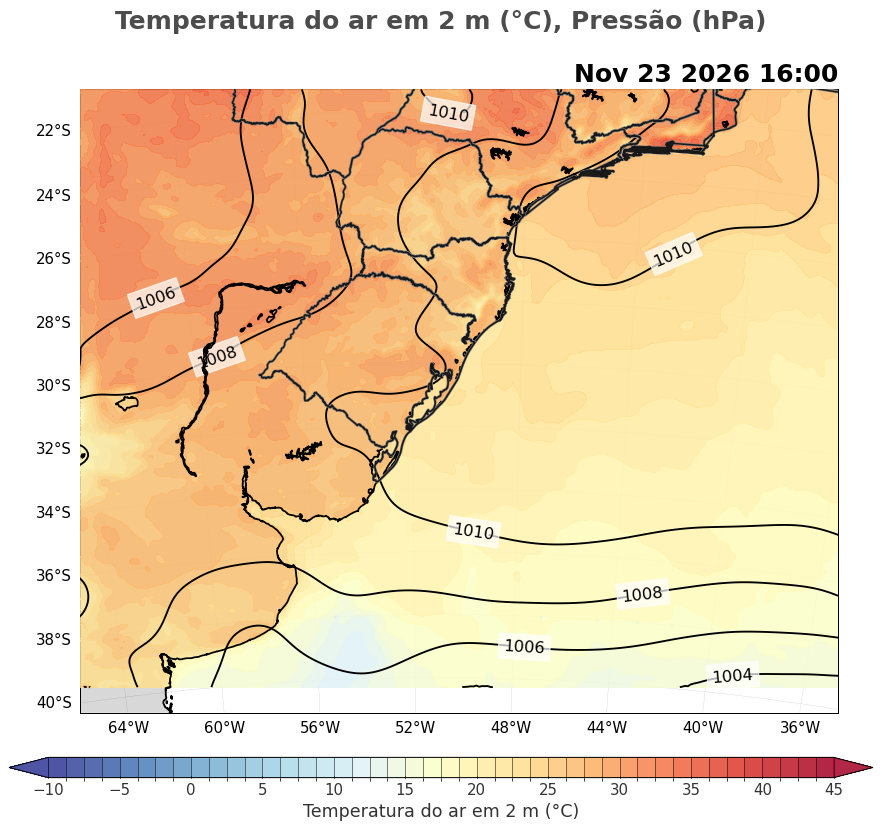 Temperatura do ar em 2 m (°C), Pressão (hPa)
Nov 23 2026 16:00
22°S
24°S
26°S
28°S
30°S
32°S
34°S
36°S
38°S
40°S
1010
1010
1006
1008
1010
1008
1006
1004
64°W 60°W 56°W 52°W 48°W 44°W 40°W 36°W
−10 −5 0 5 10 15 20 25 30 35 40 45
Temperatura do ar em 2 m (°C)